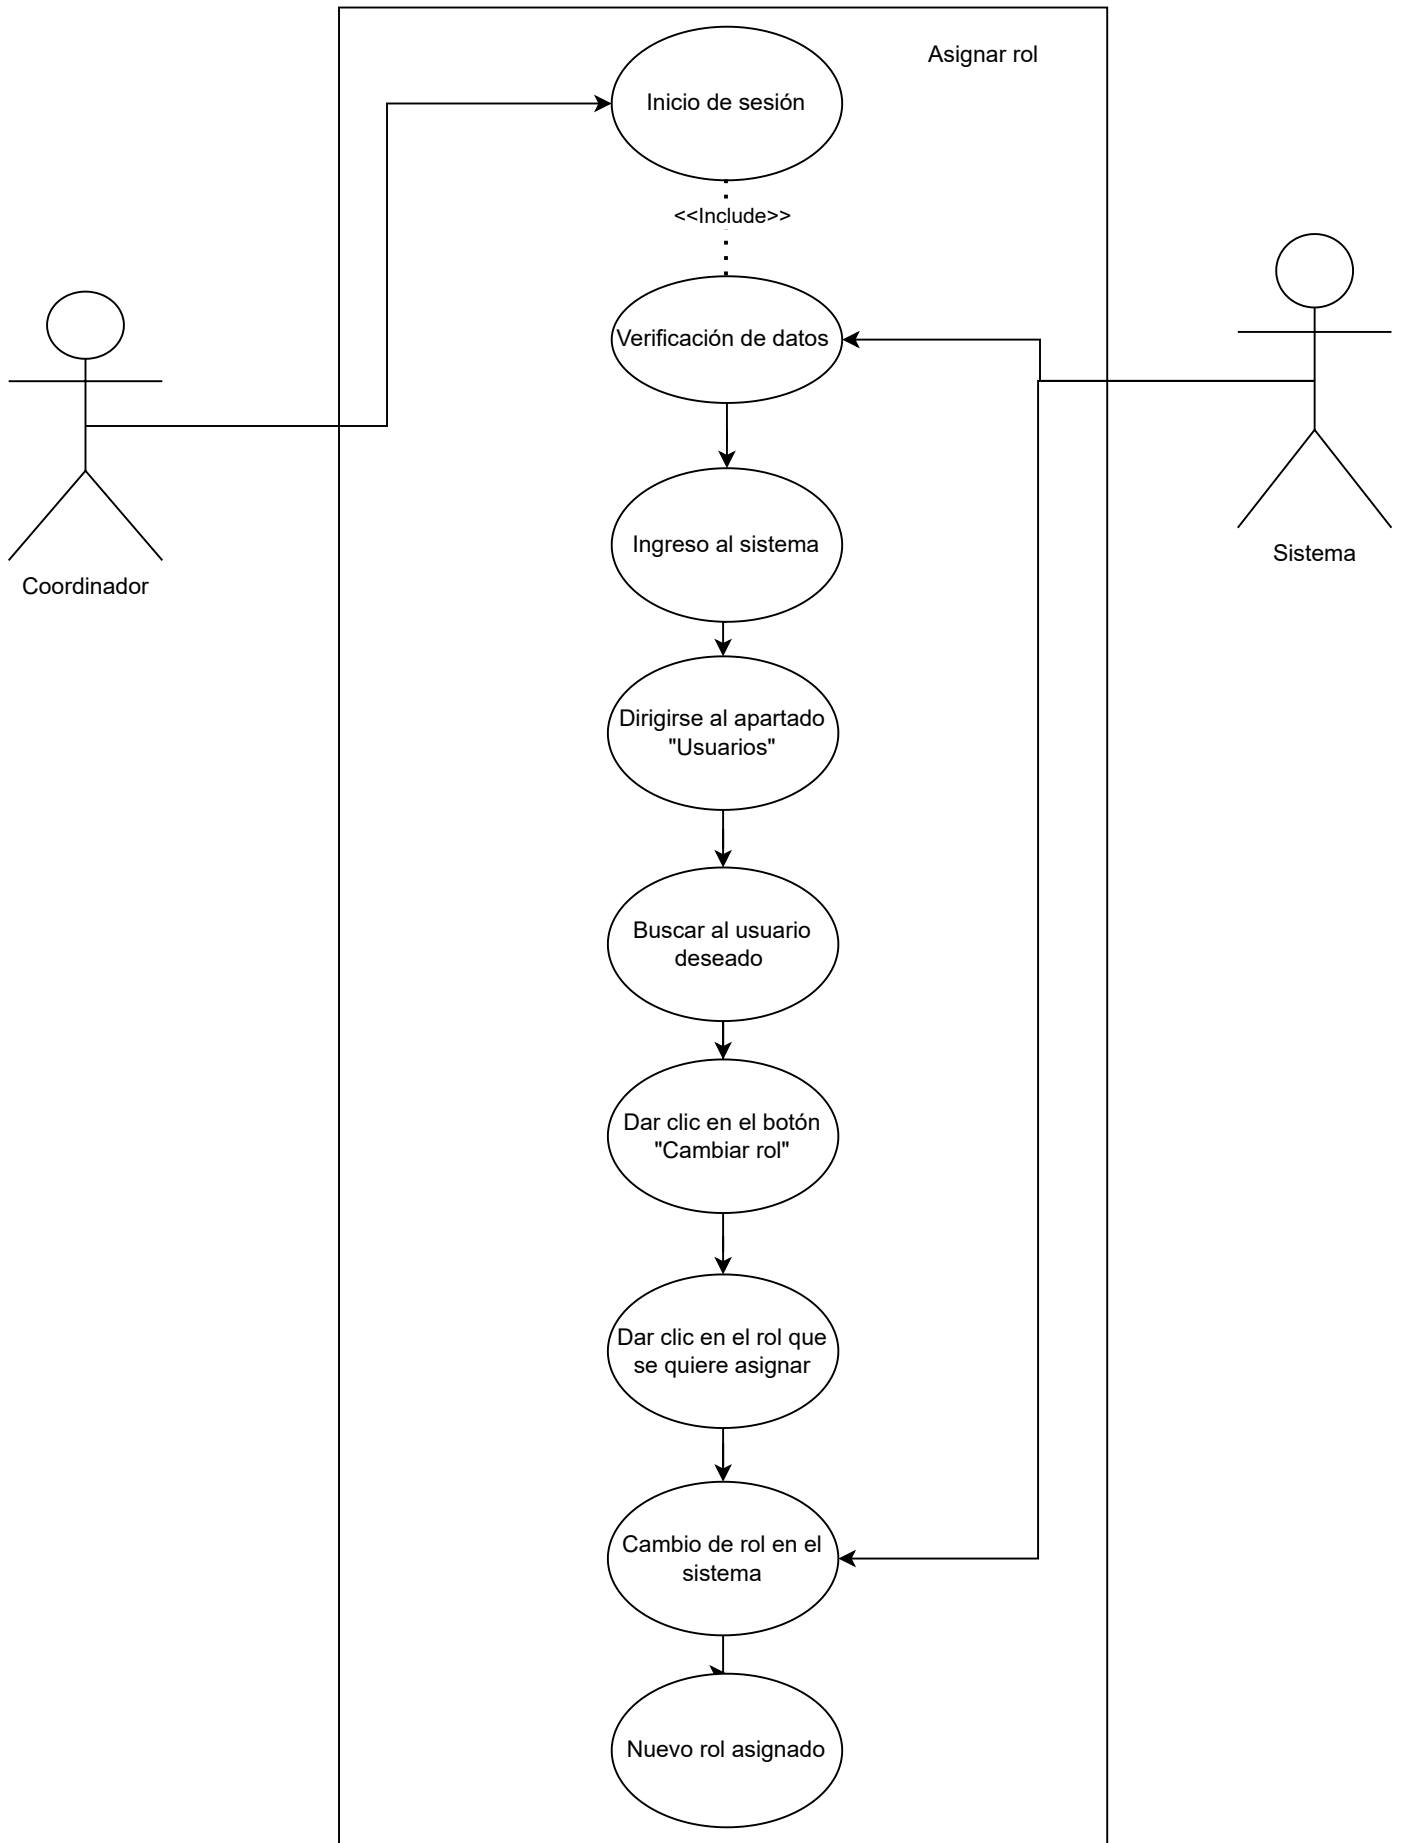 Asignar rol
Inicio de sesión
<<Include>>
Verificación de datos
Ingreso al sistema
Sistema
Coordinador
Dirigirse al apartado
"Usuarios"
Buscar al usuario
deseado
Dar clic en el botón
"Cambiar rol"
Dar clic en el rol que
se quiere asignar
Cambio de rol en el
sistema
Nuevo rol asignado